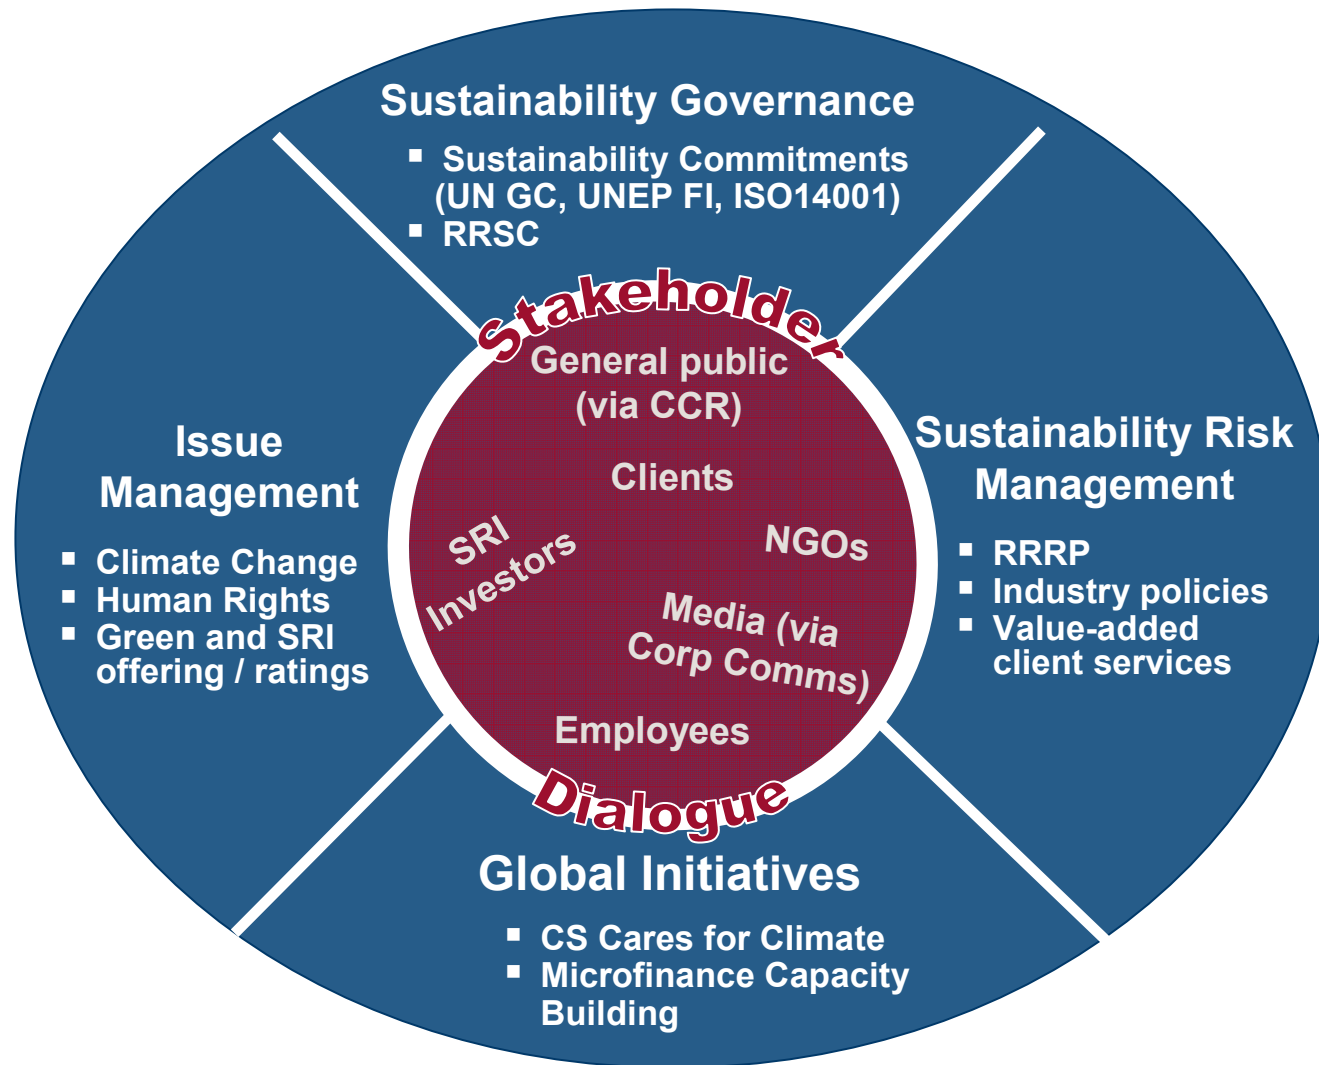 Sustainability Governance
▪ Sustainability Commitments
(UN GC, UNEP FI, ISO14001)
▪ RRSC
Stakeholder
General public
(via CCR)
Clients
SRI
Investors
NGOs
Media (via
Corp Comms)
Employees
Dialogue
Issue
Management
▪ Climate Change
▪ Human Rights
▪ Green and SRI
offering / ratings
Sustainability Risk
Management
▪ RRRP
▪ Industry policies
▪ Value-added
client services
Global Initiatives
▪ CS Cares for Climate
▪ Microfinance Capacity
Building